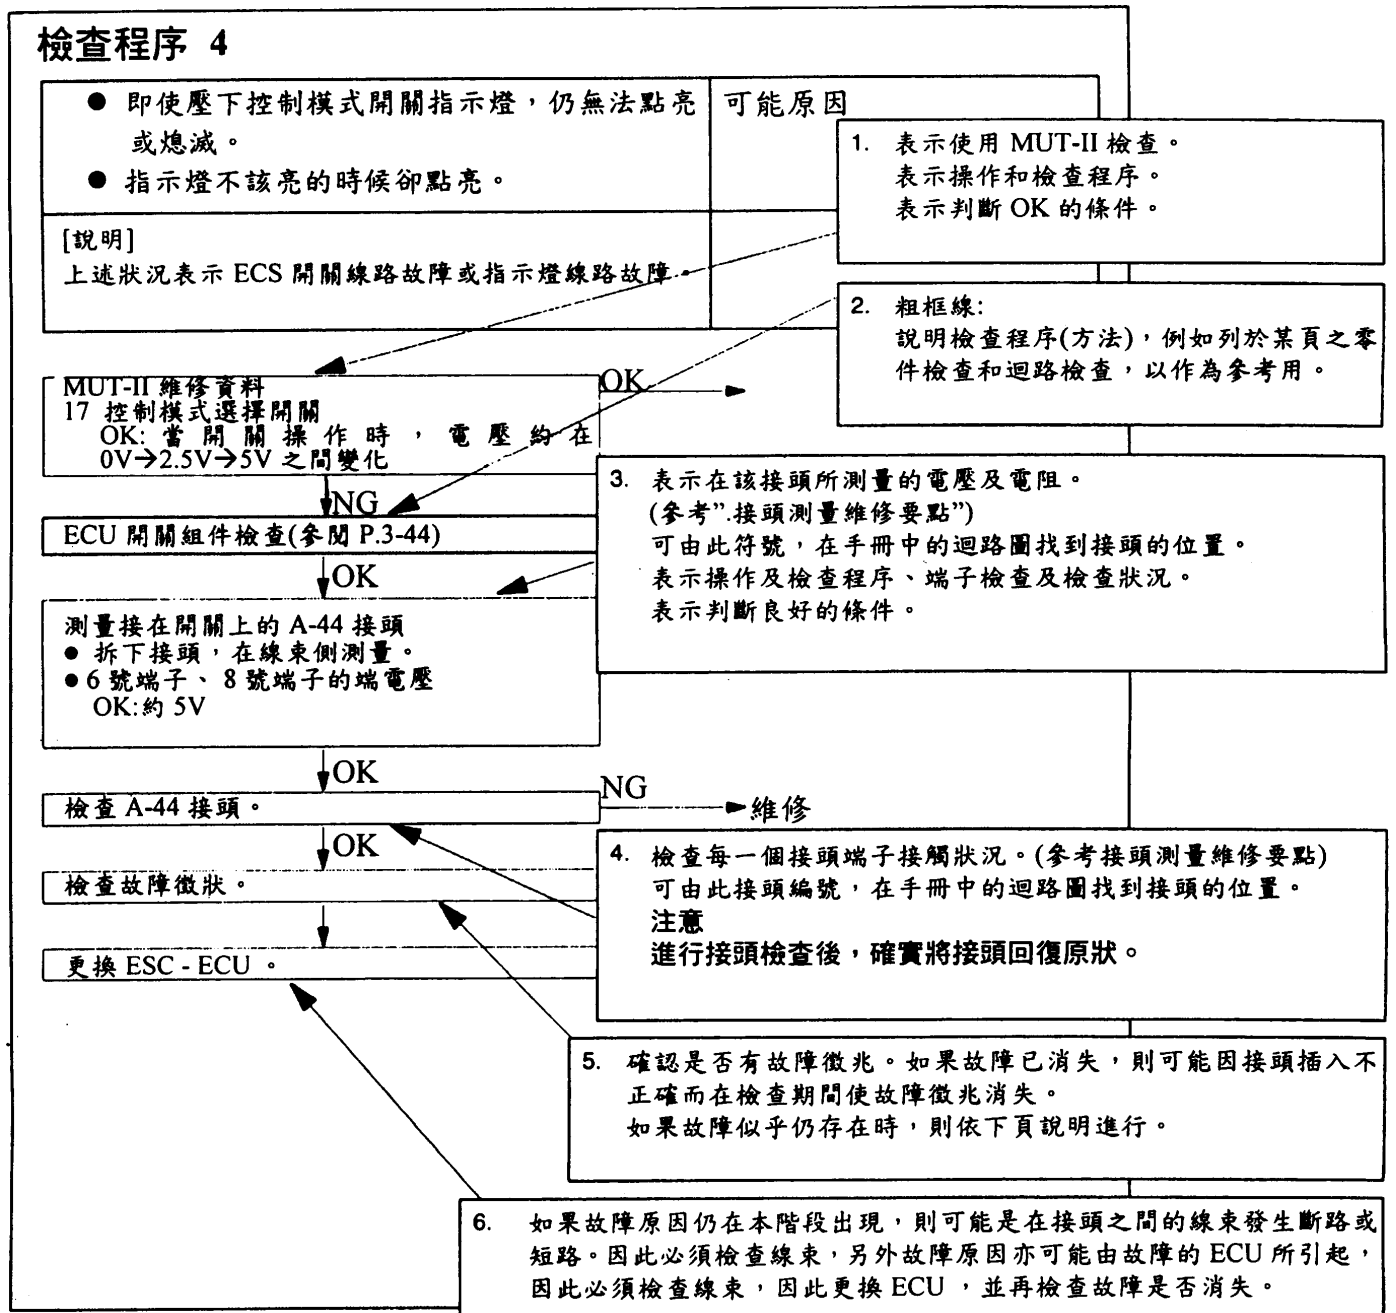 檢查程序 4
● 即使壓下控制模式開關指示燈，仍無法點亮
或熄滅。
● 指示燈不該亮的時候卻點亮。
可能原因
[說明]
上述狀況表示 ECS 開關線路故障或指示燈線路故障。
1. 表示使用 MUT-II 檢查。
表示操作和檢查程序。
表示判斷 OK 的條件。
2. 粗框線:
說明檢查程序(方法)，例如列於某頁之零
件檢查和迴路檢查，以作為參考用。
MUT-II 維修資料
17 控制模式選擇開關
OK: 當開關操作時，電壓約在
0V→2.5V→5V 之間變化
OK
NG
ECU 開關組件檢查(參閱 P.3-44)
OK
3. 表示在該接頭所測量的電壓及電阻。
(參考".接頭測量維修要點")
可由此符號，在手冊中的迴路圖找到接頭的位置。
表示操作及檢查程序、端子檢查及檢查狀況。
表示判斷良好的條件。
測量接在開關上的 A-44 接頭
● 拆下接頭，在線束側測量。
● 6 號端子、8 號端子的端電壓
OK:約 5V
OK
檢查 A-44 接頭。
NG
維修
OK
檢查故障徵狀。
更換 ESC - ECU 。
4. 檢查每一個接頭端子接觸狀況。(參考接頭測量維修要點)
可由此接頭編號，在手冊中的迴路圖找到接頭的位置。
注意
進行接頭檢查後，確實將接頭回復原狀。
5. 確認是否有故障徵兆。如果故障已消失，則可能因接頭插入不
正確而在檢查期間使故障徵兆消失。
如果故障似乎仍存在時，則依下頁說明進行。
6. 如果故障原因仍在本階段出現，則可能是在接頭之間的線束發生斷路或
短路。因此必須檢查線束，另外故障原因亦可能由故障的 ECU 所引起，
因此必須檢查線束，因此更換 ECU ，並再檢查故障是否消失。